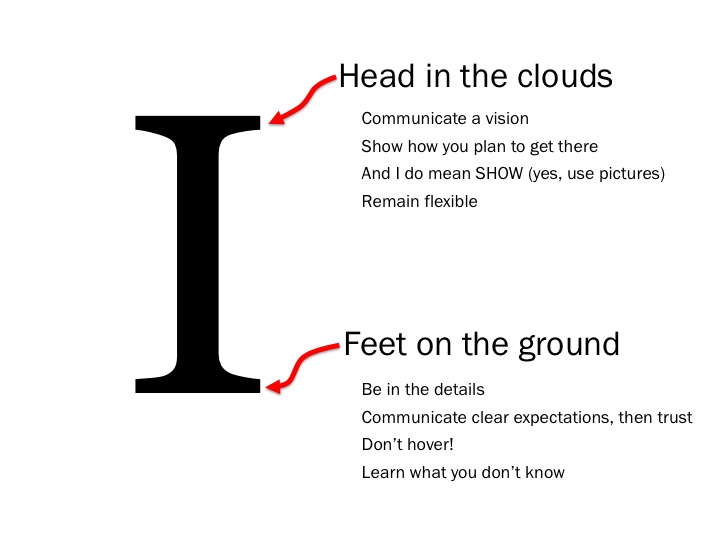 I
Head in the clouds
Communicate a vision
Show how you plan to get there
And I do mean SHOW (yes, use pictures)
Remain flexible
Feet on the ground
Be in the details
Communicate clear expectations, then trust
Don’t hover!
Learn what you don’t know